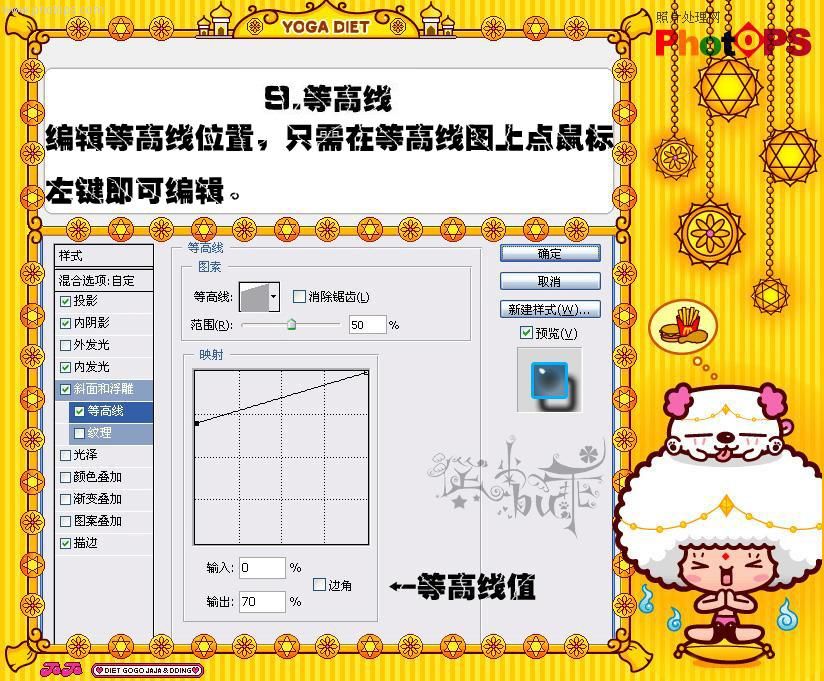 照片处理网
PhotOPS
YOGA DIET
9.等高线
编辑等高线位置，只需在等高线图上点鼠标
左键即可编辑。
样式
混合选项:自定
投影
内阴影
外发光
内发光
斜面和浮雕
等高线
纹理
光泽
颜色叠加
渐变叠加
图案叠加
描边
等高线
图素
等高线:
消除锯齿(L)
范围(R):
50 %
映射
输入: 0 %
输出: 70 %
边角
确定
取消
新建样式(W)...
预览(V)
←--等高线值
JaJa
DIET GOGO JAJA & DDING